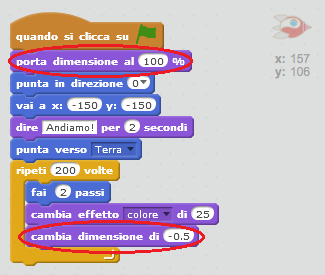 quando si clicca su
porta dimensione al 100 %
punta in direzione 0
vai a x: -150 y: -150
dire Andiamo! per 2 secondi
punta verso Terra
ripeti 200 volte
fai 2 passi
cambia effetto colore di 25
cambia dimensione di -0.5
x: 157
y: 106